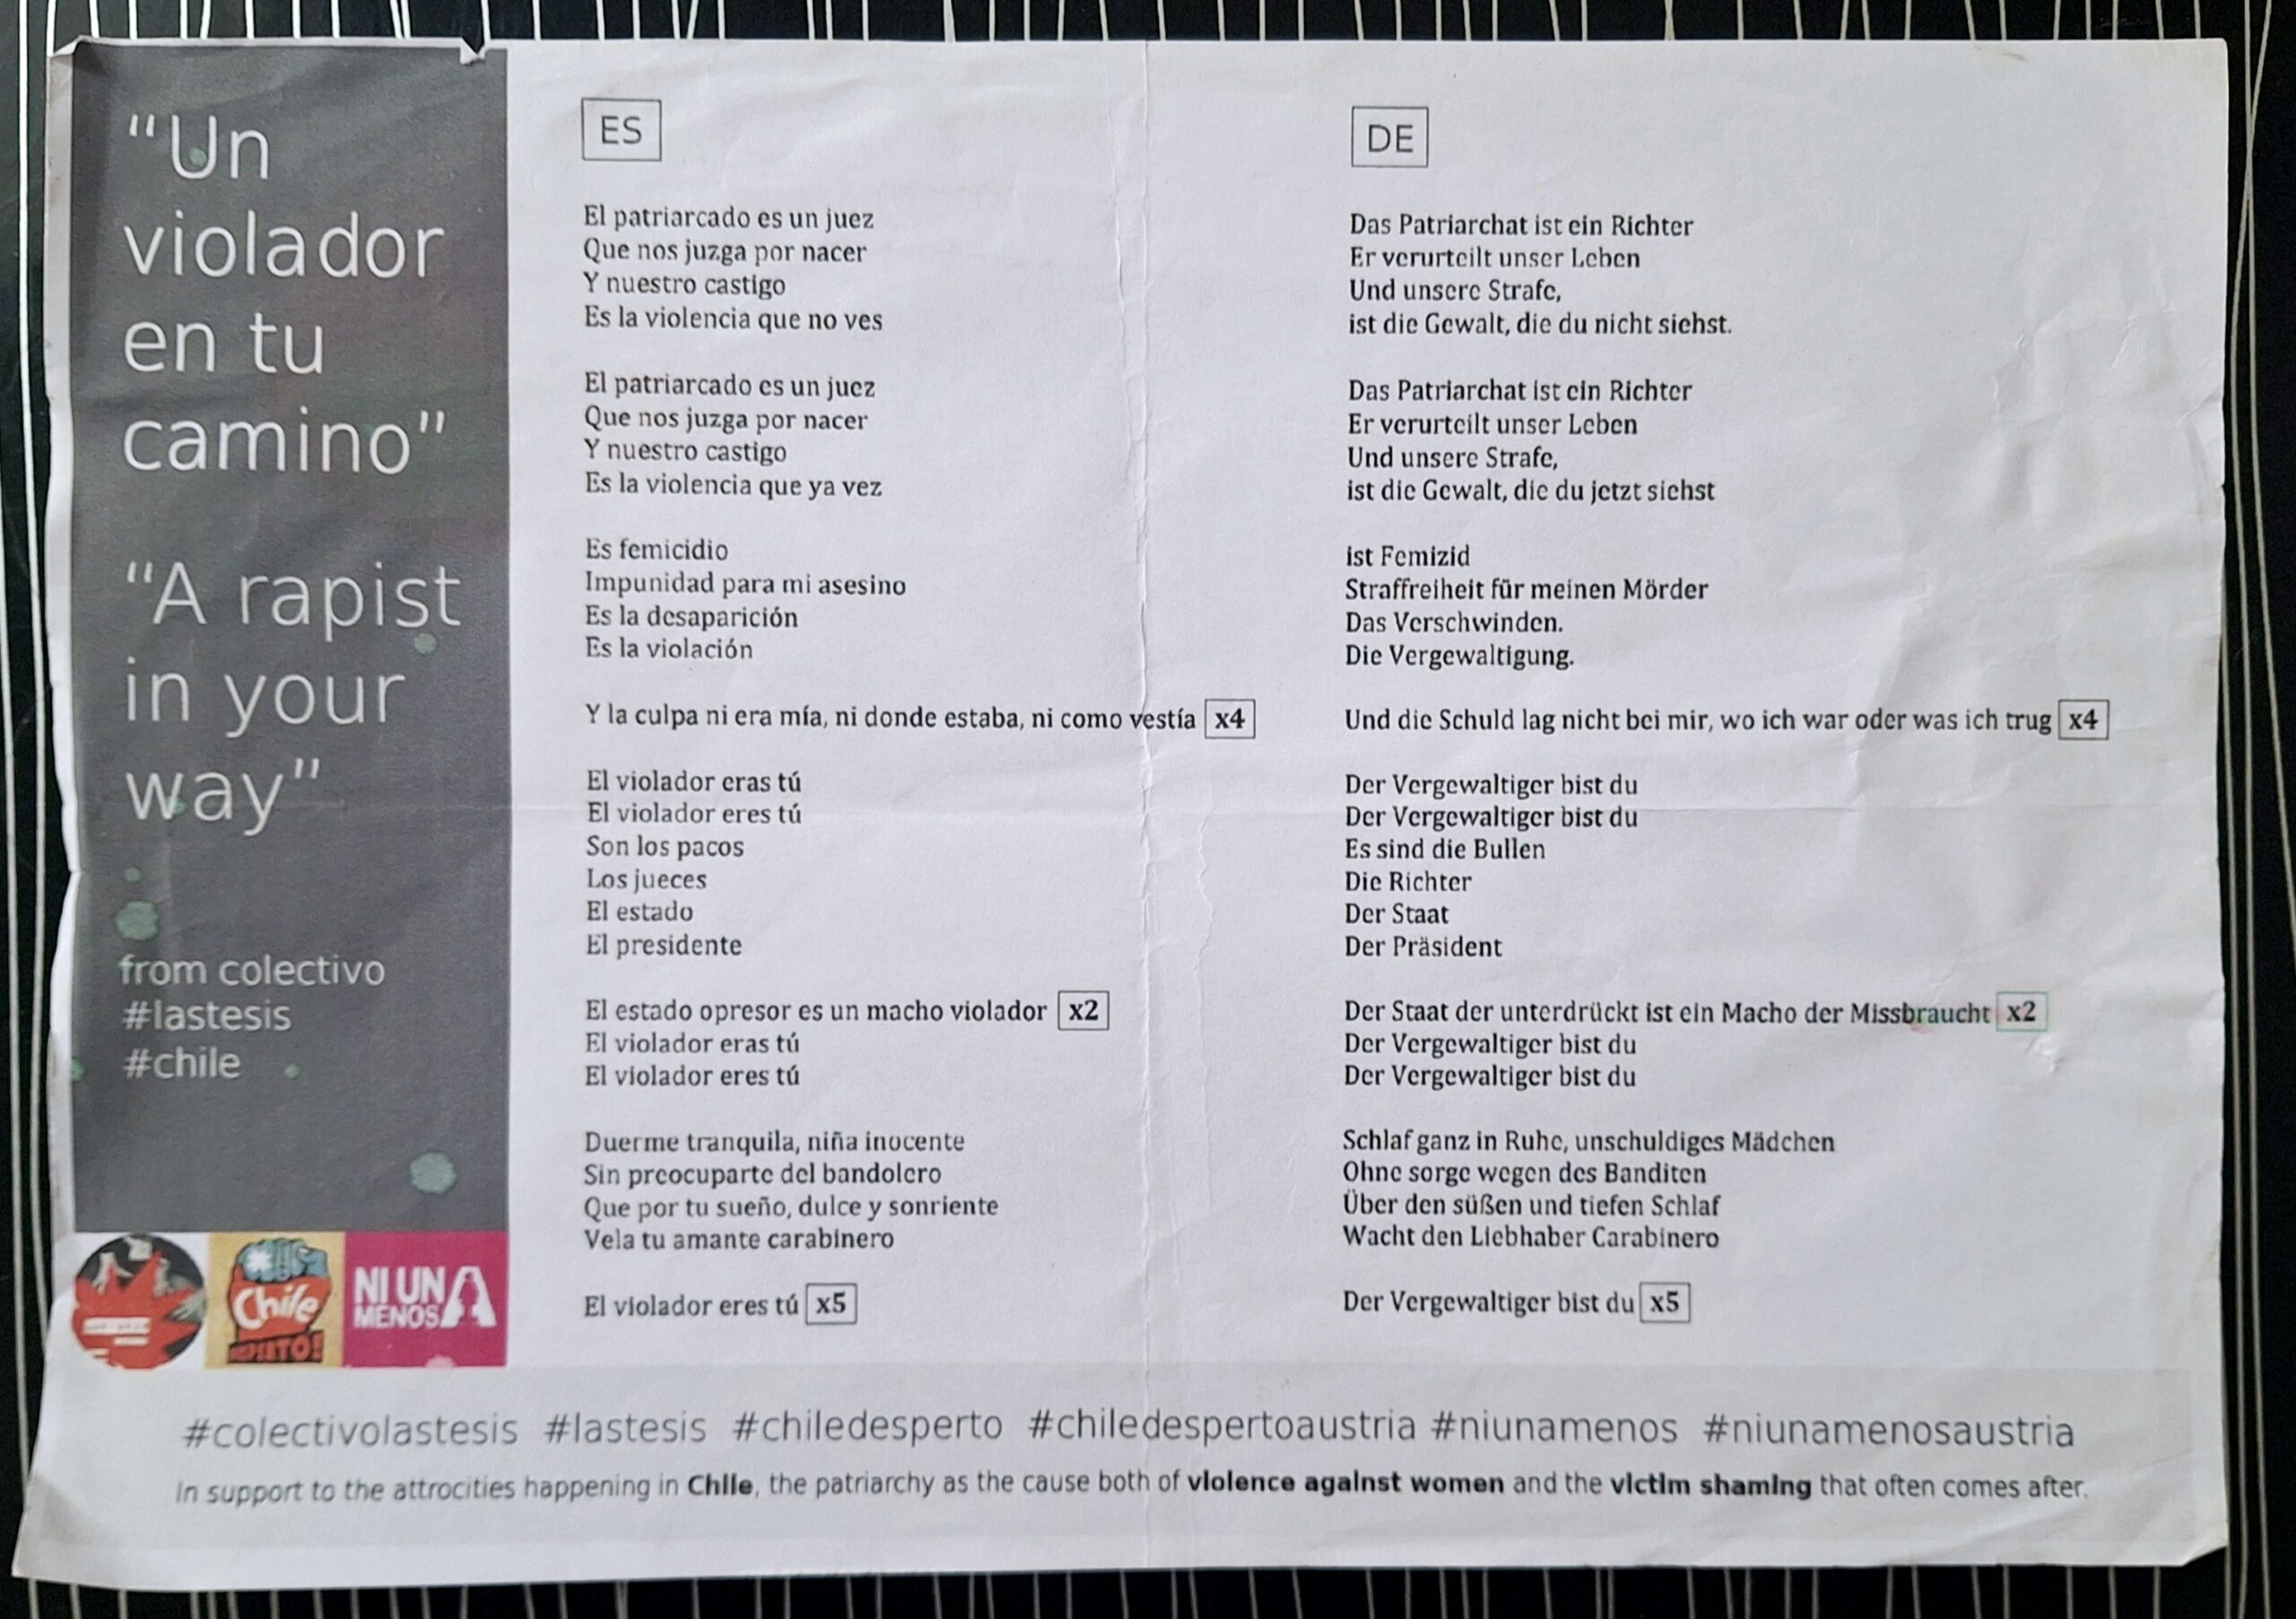 “Un
violador
en tu
camino”
“A rapist
in your
way”
from colectivo
#lastesis
#chile
Chile
NI UNA
MENOS
ES
El patriarcado es un juez
Que nos juzga por nacer
Y nuestro castigo
Es la violencia que no ves
El patriarcado es un juez
Que nos juzga por nacer
Y nuestro castigo
Es la violencia que ya vez
Es femicidio
Impunidad para mi asesino
Es la desaparición
Es la violación
Y la culpa ni era mía, ni donde estaba, ni como vestía x4
El violador eras tú
El violador eres tú
Son los pacos
Los jueces
El estado
El presidente
El estado opresor es un macho violador x2
El violador eras tú
El violador eres tú
Duerme tranquila, niña inocente
Sin preocuparte del bandolero
Que por tu sueño, dulce y sonriente
Vela tu amante carabinero
El violador eres tú x5
DE
Das Patriarchat ist ein Richter
Er verurteilt unser Leben
Und unsere Strafe,
ist die Gewalt, die du nicht siehst.
Das Patriarchat ist ein Richter
Er verurteilt unser Leben
Und unsere Strafe,
ist die Gewalt, die du jetzt siehst
ist Femizid
Straffreiheit für meinen Mörder
Das Verschwinden.
Die Vergewaltigung.
Und die Schuld lag nicht bei mir, wo ich war oder was ich trug x4
Der Vergewaltiger bist du
Der Vergewaltiger bist du
Es sind die Bullen
Die Richter
Der Staat
Der Präsident
Der Staat der unterdrückt ist ein Macho der Missbraucht x2
Der Vergewaltiger bist du
Der Vergewaltiger bist du
Schlaf ganz in Ruhe, unschuldiges Mädchen
Ohne sorge wegen des Banditen
Über den süßen und tiefen Schlaf
Wacht den Liebhaber Carabinero
Der Vergewaltiger bist du x5
#colectivolastesis #lastesis #chiledesperto #chiledespertoaustria #niunamenos #niunamenosaustria
In support to the attrocities happening in Chile, the patriarchy as the cause both of violence against women and the victim shaming that often comes after.